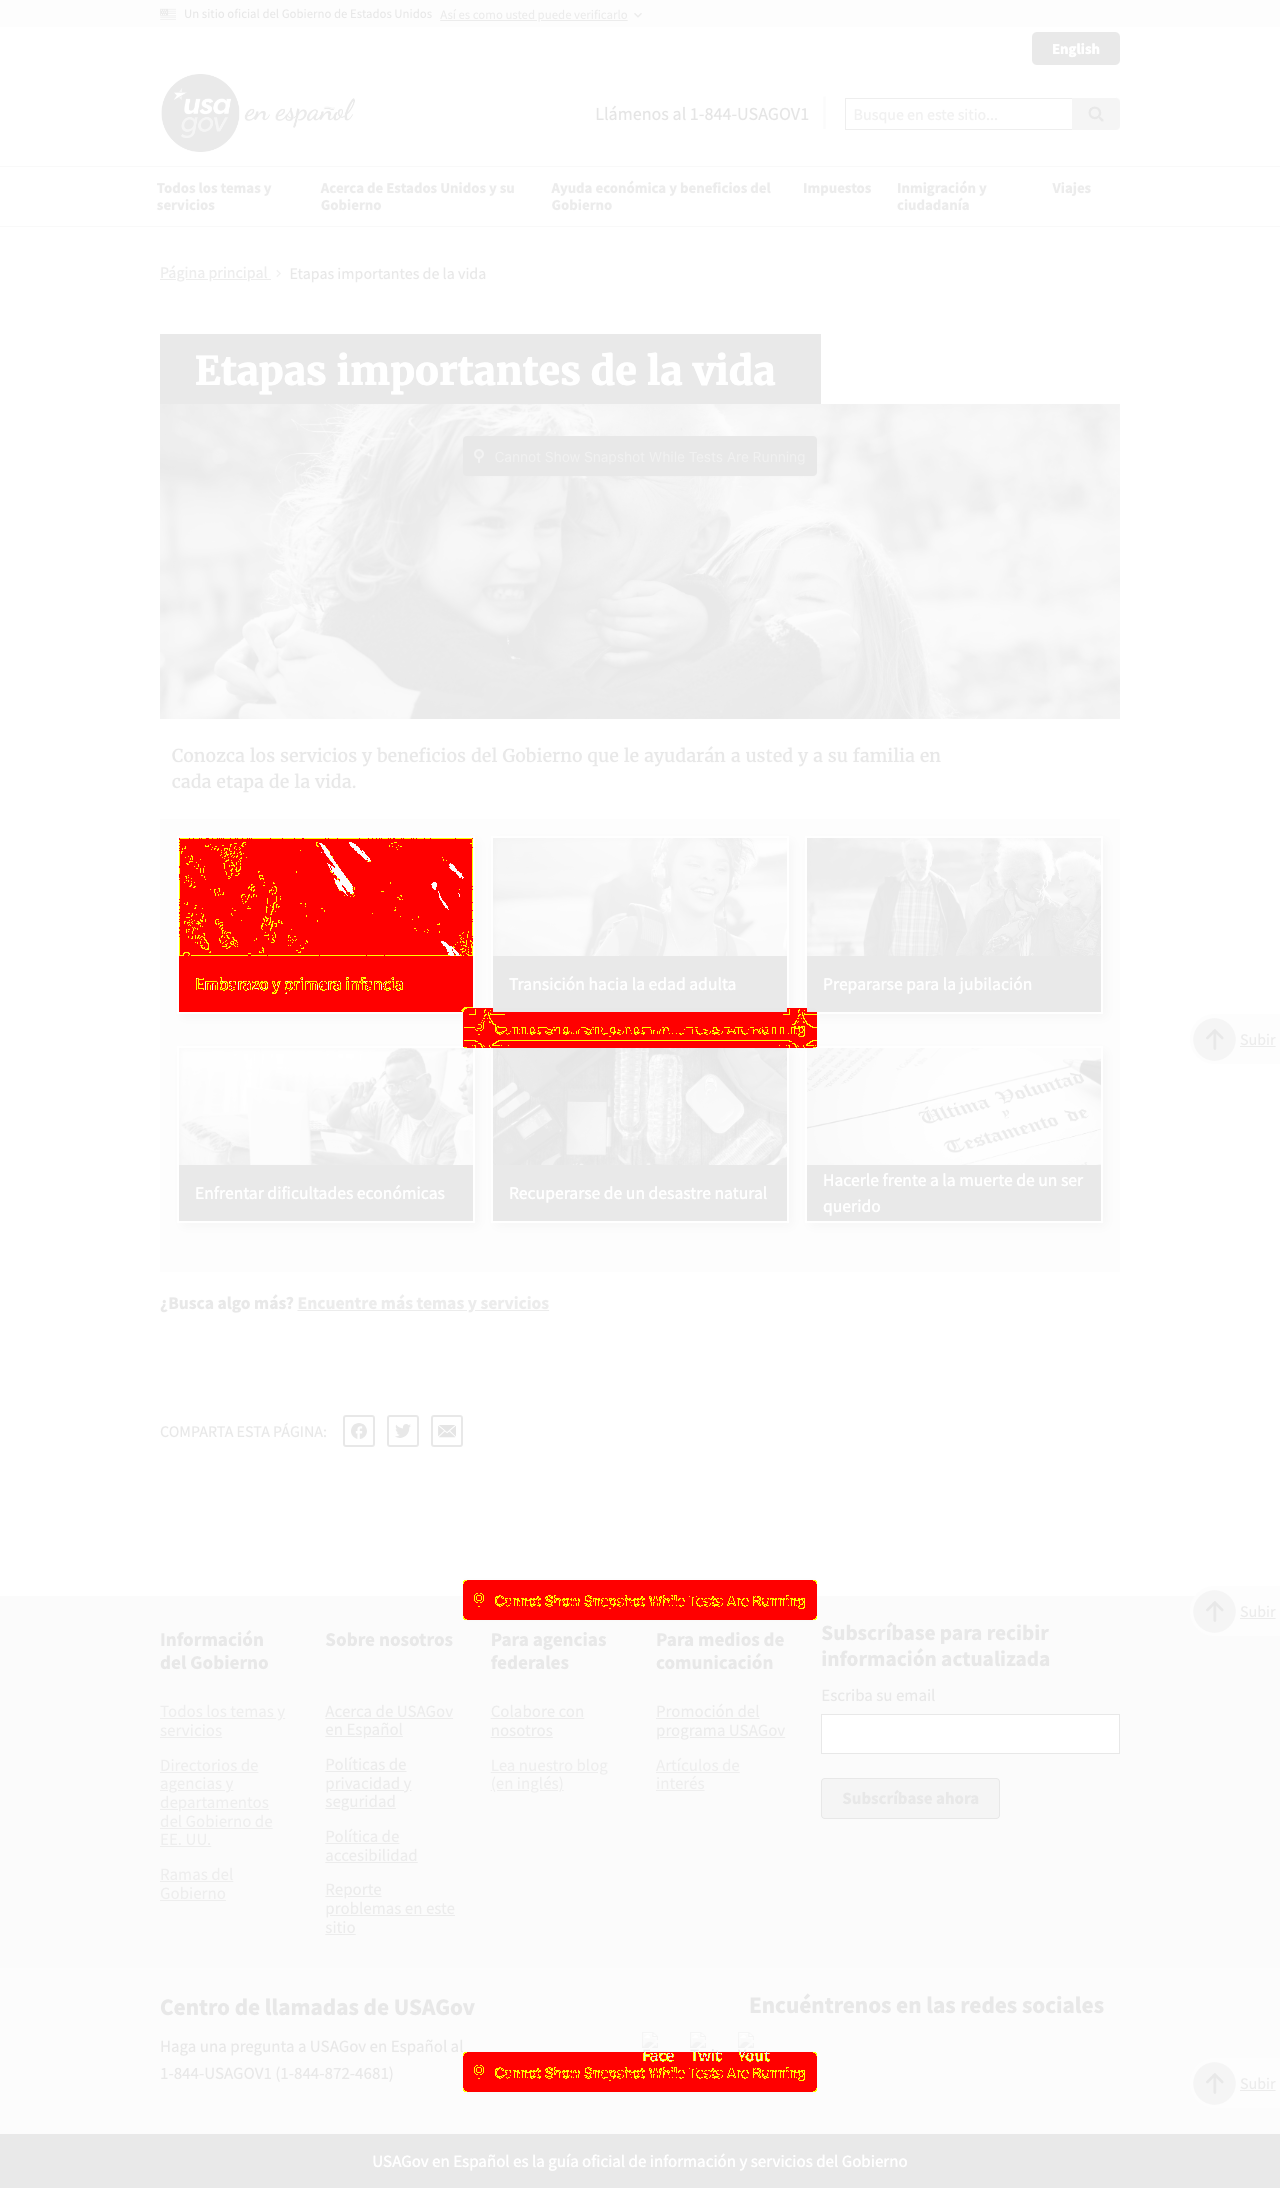 Un sitio oficial del Gobierno de Estados Unidos Así es como usted puede verificarlo
English
usa gov en español
Llámenos al 1-844-USAGOV1
Busque en este sitio...
Todos los temas y servicios
Acerca de Estados Unidos y su Gobierno
Ayuda económica y beneficios del Gobierno
Impuestos
Inmigración y ciudadanía
Viajes
Página principal › Etapas importantes de la vida
Etapas importantes de la vida
Cannot Show Snapshot While Tests Are Running
Conozca los servicios y beneficios del Gobierno que le ayudarán a usted y a su familia en
cada etapa de la vida.
Embarazo y primera infancia
Transición hacia la edad adulta
Prepararse para la jubilación
Subir
Última Voluntad
y
Testamento de
Enfrentar dificultades económicas
Recuperarse de un desastre natural
Hacerle frente a la muerte de un ser
querido
¿Busca algo más? Encuentre más temas y servicios
COMPARTA ESTA PÁGINA:
Cannot Show Snapshot While Tests Are Running
Subir
Información
del Gobierno
Todos los temas y
servicios
Directorios de
agencias y
departamentos
del Gobierno de
EE. UU.
Ramas del
Gobierno
Sobre nosotros
Acerca de USAGov
en Español
Políticas de
privacidad y
seguridad
Política de
accesibilidad
Reporte
problemas en este
sitio
Para agencias
federales
Colabore con
nosotros
Lea nuestro blog
(en inglés)
Para medios de
comunicación
Promoción del
programa USAGov
Artículos de
interés
Subscríbase para recibir
información actualizada
Escriba su email
Subscríbase ahora
Centro de llamadas de USAGov
Haga una pregunta a USAGov en Español al
1-844-USAGOV1 (1-844-872-4681)
Encuéntrenos en las redes sociales
Face Twit Yout
Cannot Show Snapshot While Tests Are Running
Subir
USAGov en Español es la guía oficial de información y servicios del Gobierno